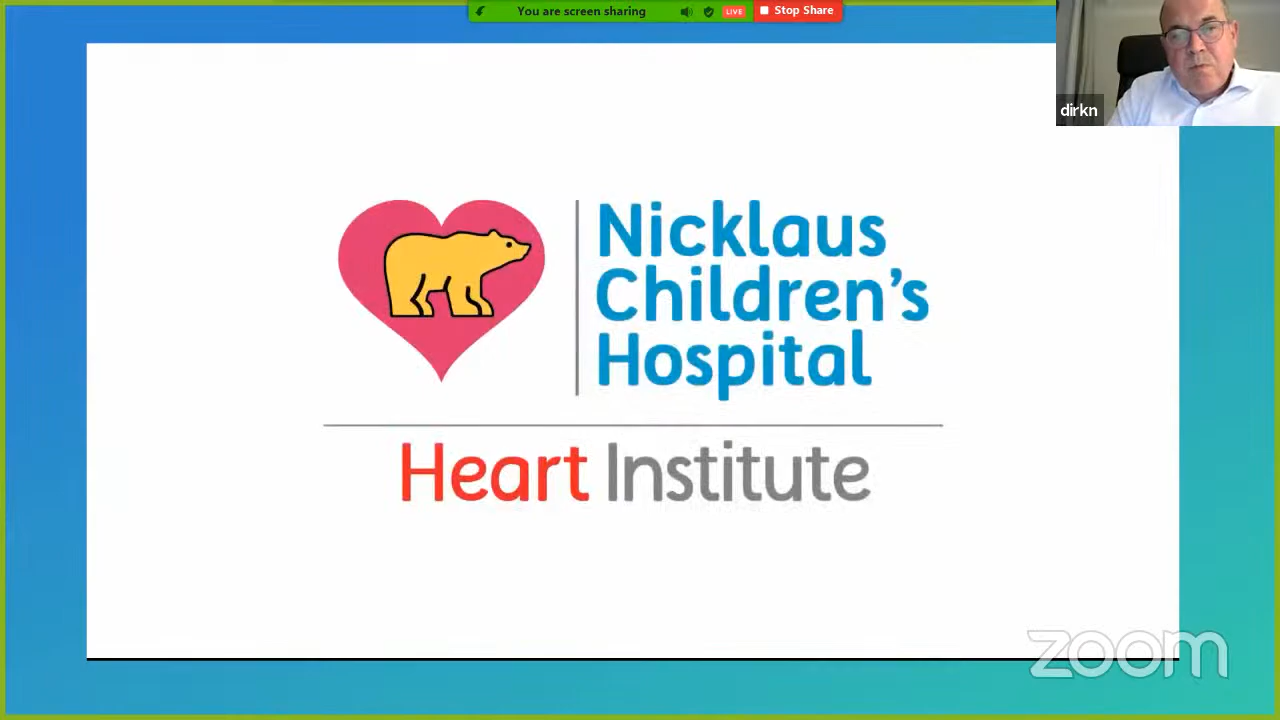 You are screen sharing
LIVE
Stop Share
dirkn
Nicklaus
Children's
Hospital
Heart Institute
zoom